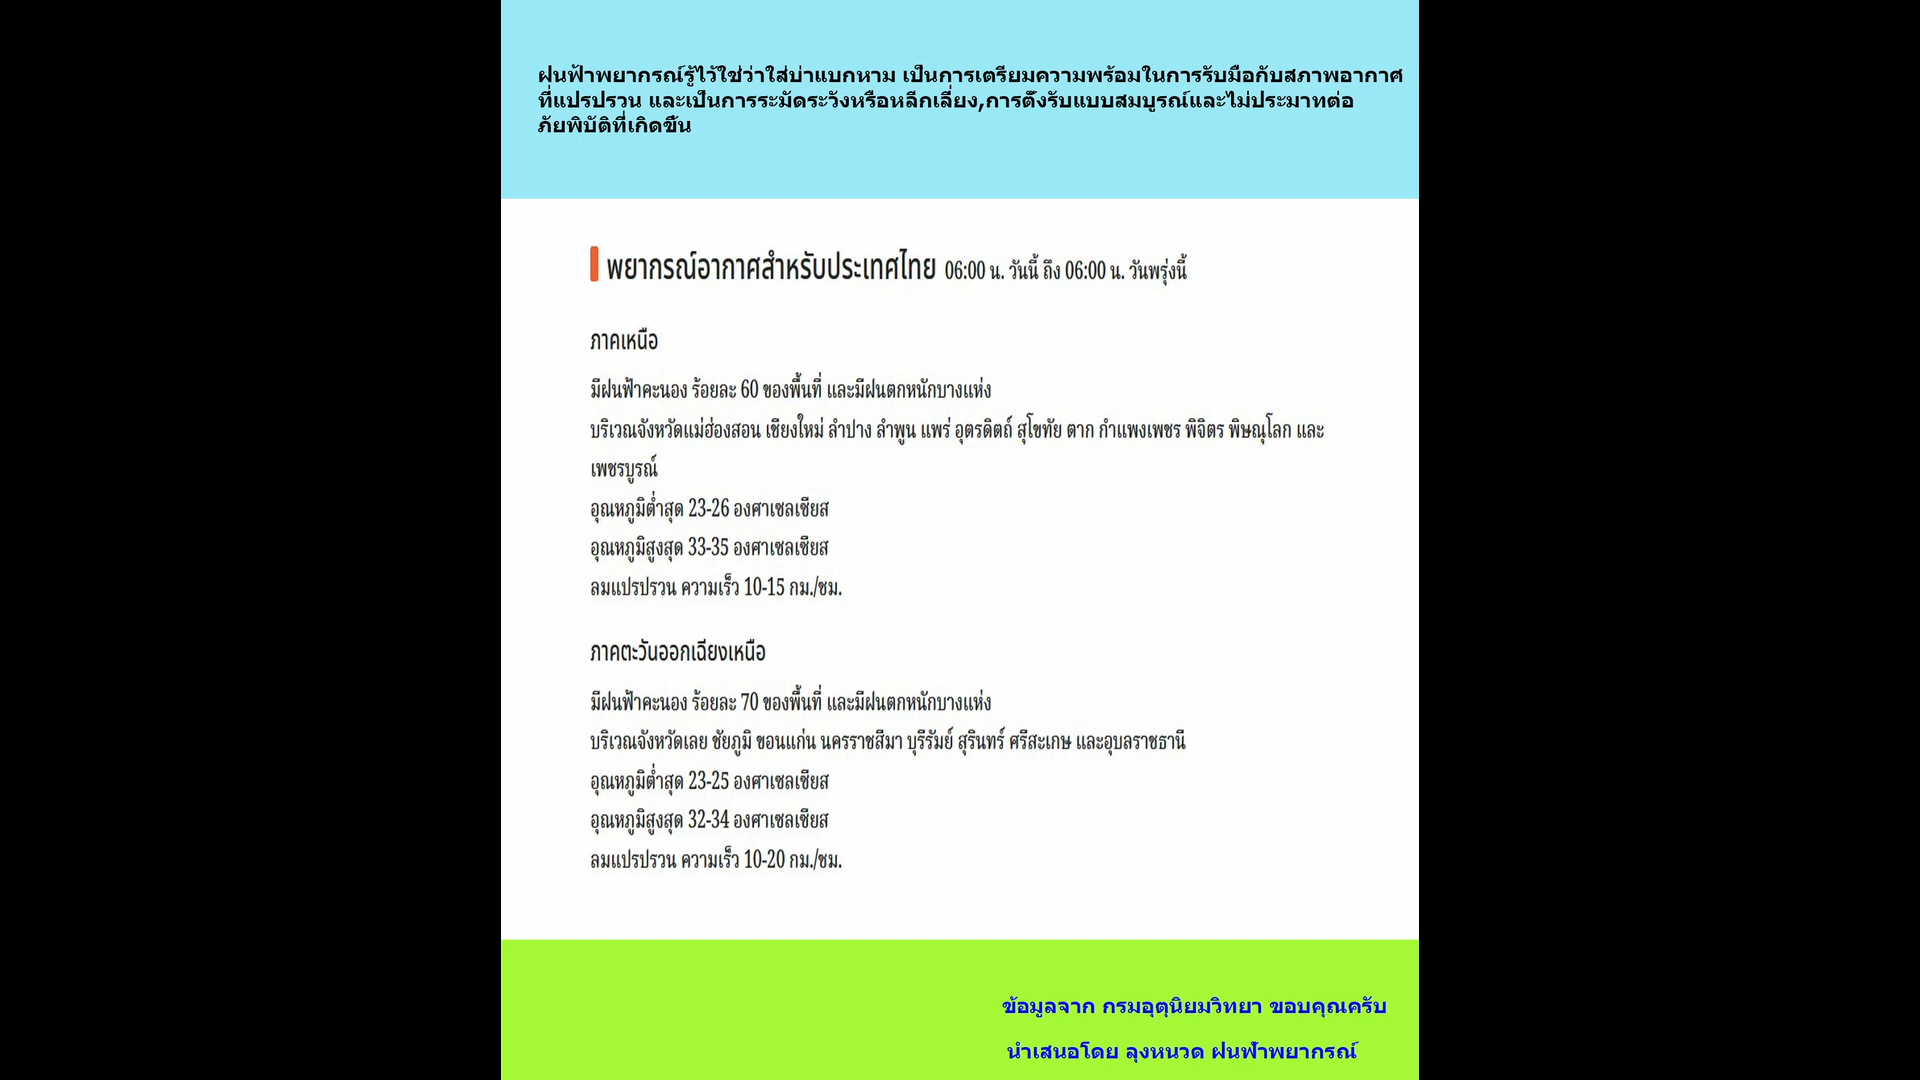 ฝนฟ้าพยากรณ์รู้ไว้ใช่ว่าใส่บ่าแบกหาม เป็นการเตรียมความพร้อมในการรับมือกับสภาพอากาศ
ที่แปรปรวน และเป็นการระมัดระวังหรือหลีกเลี่ยง,การตั้งรับแบบสมบูรณ์และไม่ประมาทต่อ
ภัยพิบัติที่เกิดขึ้น
พยากรณ์อากาศสำหรับประเทศไทย 06:00 น. วันนี้ ถึง 06:00 น. วันพรุ่งนี้
ภาคเหนือ
มีฝนฟ้าคะนอง ร้อยละ 60 ของพื้นที่ และมีฝนตกหนักบางแห่ง
บริเวณจังหวัดแม่ฮ่องสอน เชียงใหม่ ลำปาง ลำพูน แพร่ อุตรดิตถ์ สุโขทัย ตาก กำแพงเพชร พิจิตร พิษณุโลก และ
เพชรบูรณ์
อุณหภูมิต่ำสุด 23-26 องศาเซลเซียส
อุณหภูมิสูงสุด 33-35 องศาเซลเซียส
ลมแปรปรวน ความเร็ว 10-15 กม./ชม.
ภาคตะวันออกเฉียงเหนือ
มีฝนฟ้าคะนอง ร้อยละ 70 ของพื้นที่ และมีฝนตกหนักบางแห่ง
บริเวณจังหวัดเลย ชัยภูมิ ขอนแก่น นครราชสีมา บุรีรัมย์ สุรินทร์ ศรีสะเกษ และอุบลราชธานี
อุณหภูมิต่ำสุด 23-25 องศาเซลเซียส
อุณหภูมิสูงสุด 32-34 องศาเซลเซียส
ลมแปรปรวน ความเร็ว 10-20 กม./ชม.
ข้อมูลจาก กรมอุตุนิยมวิทยา ขอบคุณครับ
นำเสนอโดย ลุงหนวด ฝนฟ้าพยากรณ์